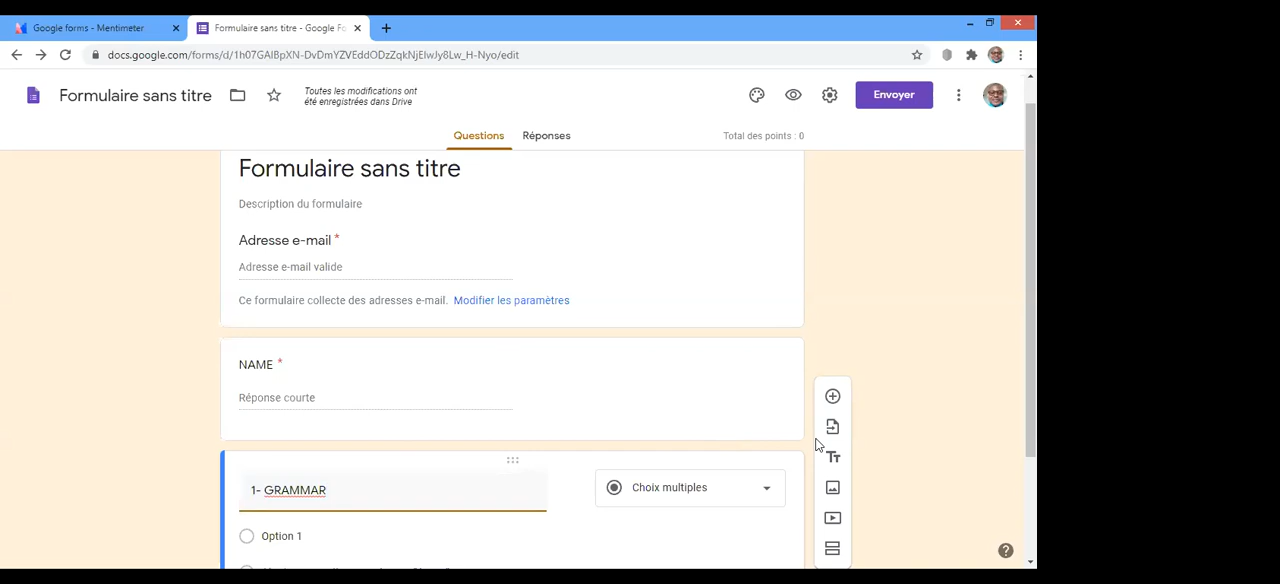 Google forms - Mentimeter
Formulaire sans titre - Google Fo
docs.google.com/forms/d/1h07GAlBpXN-DvDmYZVEddODzZqkNjElwJy8Lw_H-Nyo/edit
Formulaire sans titre
Toutes les modifications ont
été enregistrées dans Drive
Envoyer
Questions
Réponses
Total des points : 0
Formulaire sans titre
Description du formulaire
Adresse e-mail *
Adresse e-mail valide
Ce formulaire collecte des adresses e-mail. Modifier les paramètres
NAME *
Réponse courte
1- GRAMMAR
Choix multiples
Option 1